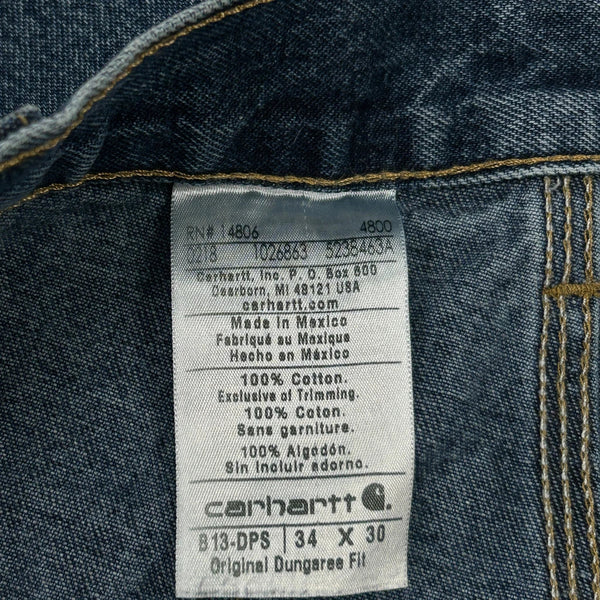 RN# 14806 4800
0218 1026863 5235463A
Carhartt, Inc. P. O. Box 600
Dearborn, MI 48121 USA
carhartt.com
Made in Mexico
Fabriqué au Mexique
Hecho en México
100% Cotton.
Exclusive of Trimming.
100% Coton.
Sans garniture.
100% Algodón.
Sin incluir adorno.
carhartt
B13-DPS 34 X 30
Original Dungaree Fit